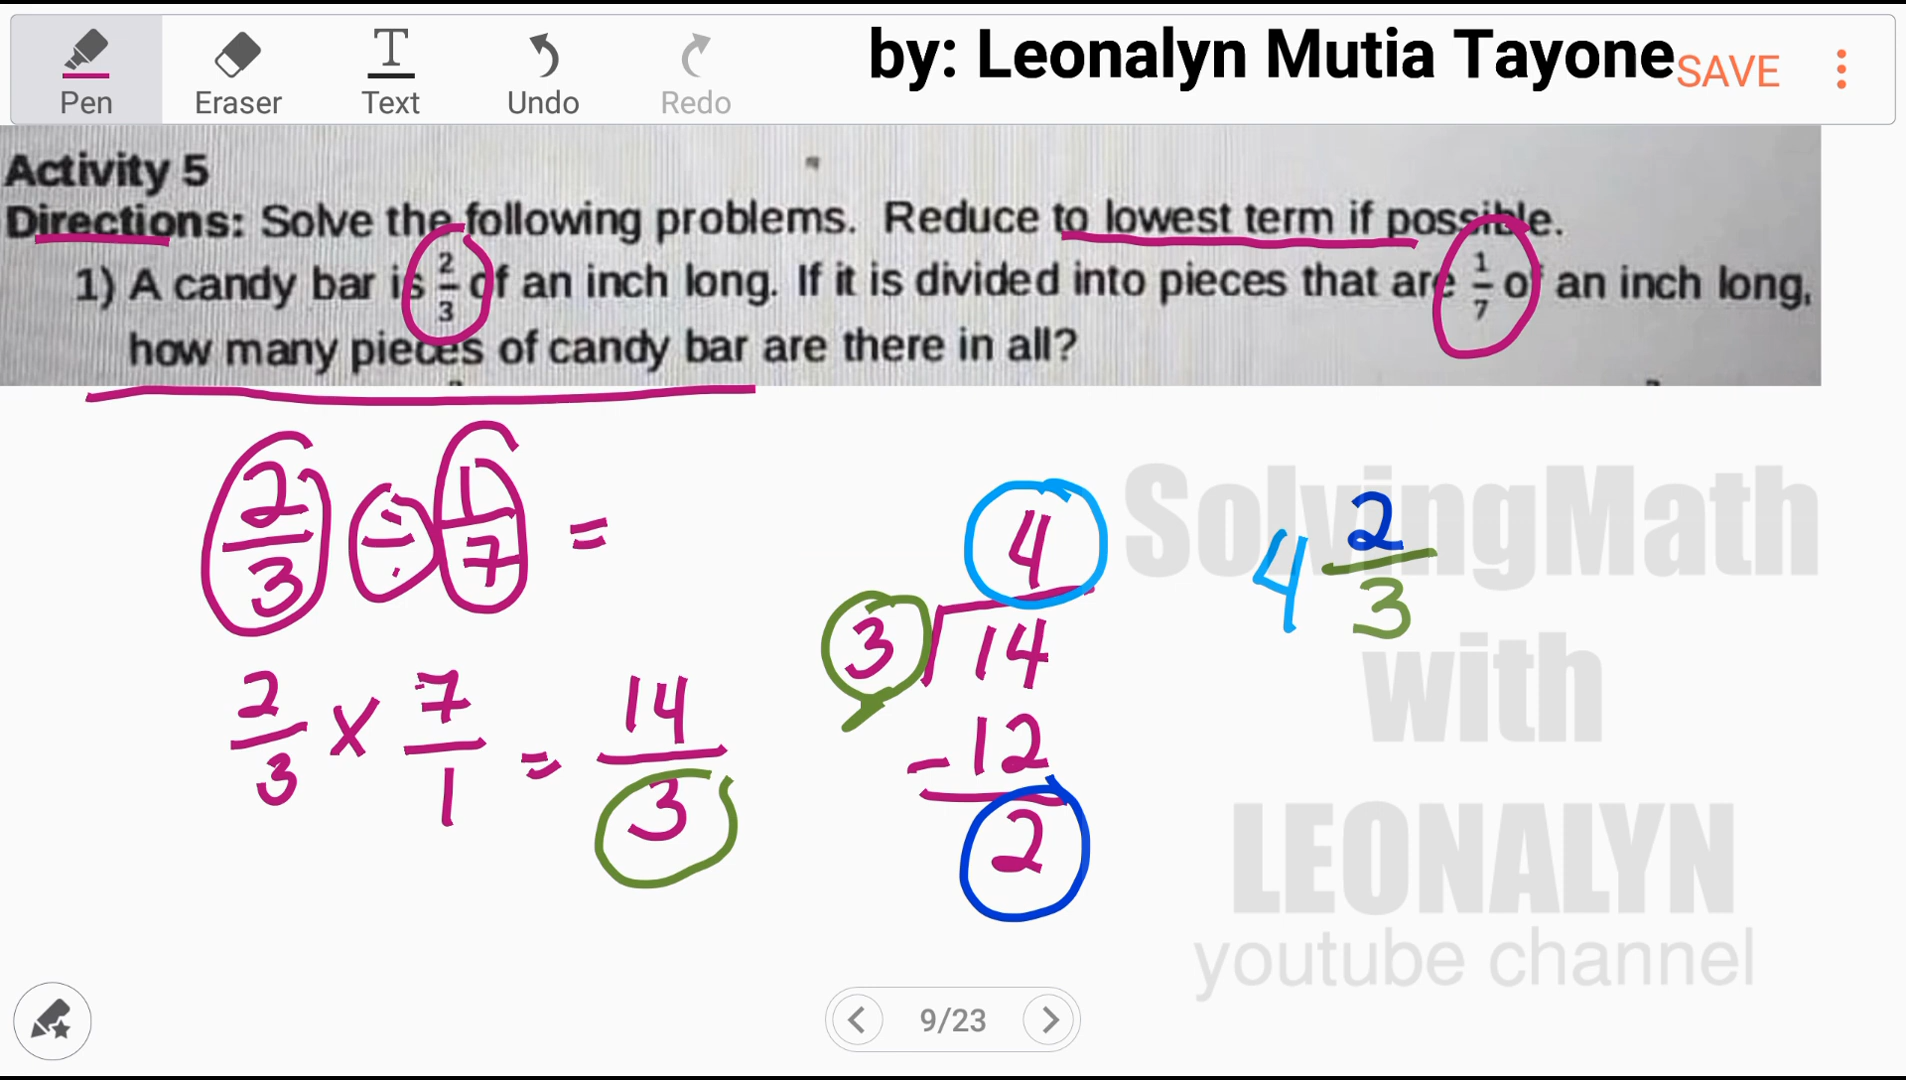 by: Leonalyn Mutia Tayone
Pen Eraser Text Undo Redo SAVE
Activity 5
Directions: Solve the following problems. Reduce to lowest term if possible.
1) A candy bar is 2/3 of an inch long. If it is divided into pieces that are 1/7 of an inch long,
how many pieces of candy bar are there in all?
2/3 ÷ 1/7 =
2/3 x 7/1 = 14/3
4
3 14
-12
2
4 2/3
SolvingMath
with
LEONALYN
youtube channel
9/23